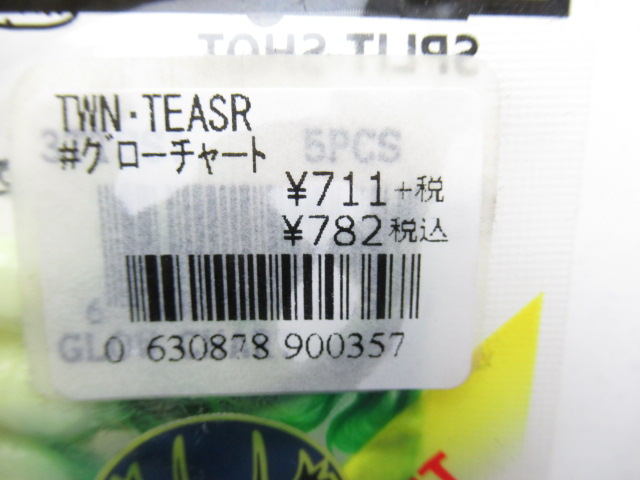 SPLIT SHOT
TWN・TEASR
#グローチャート
5PCS
¥711+税
¥782税込
0 630878 900357